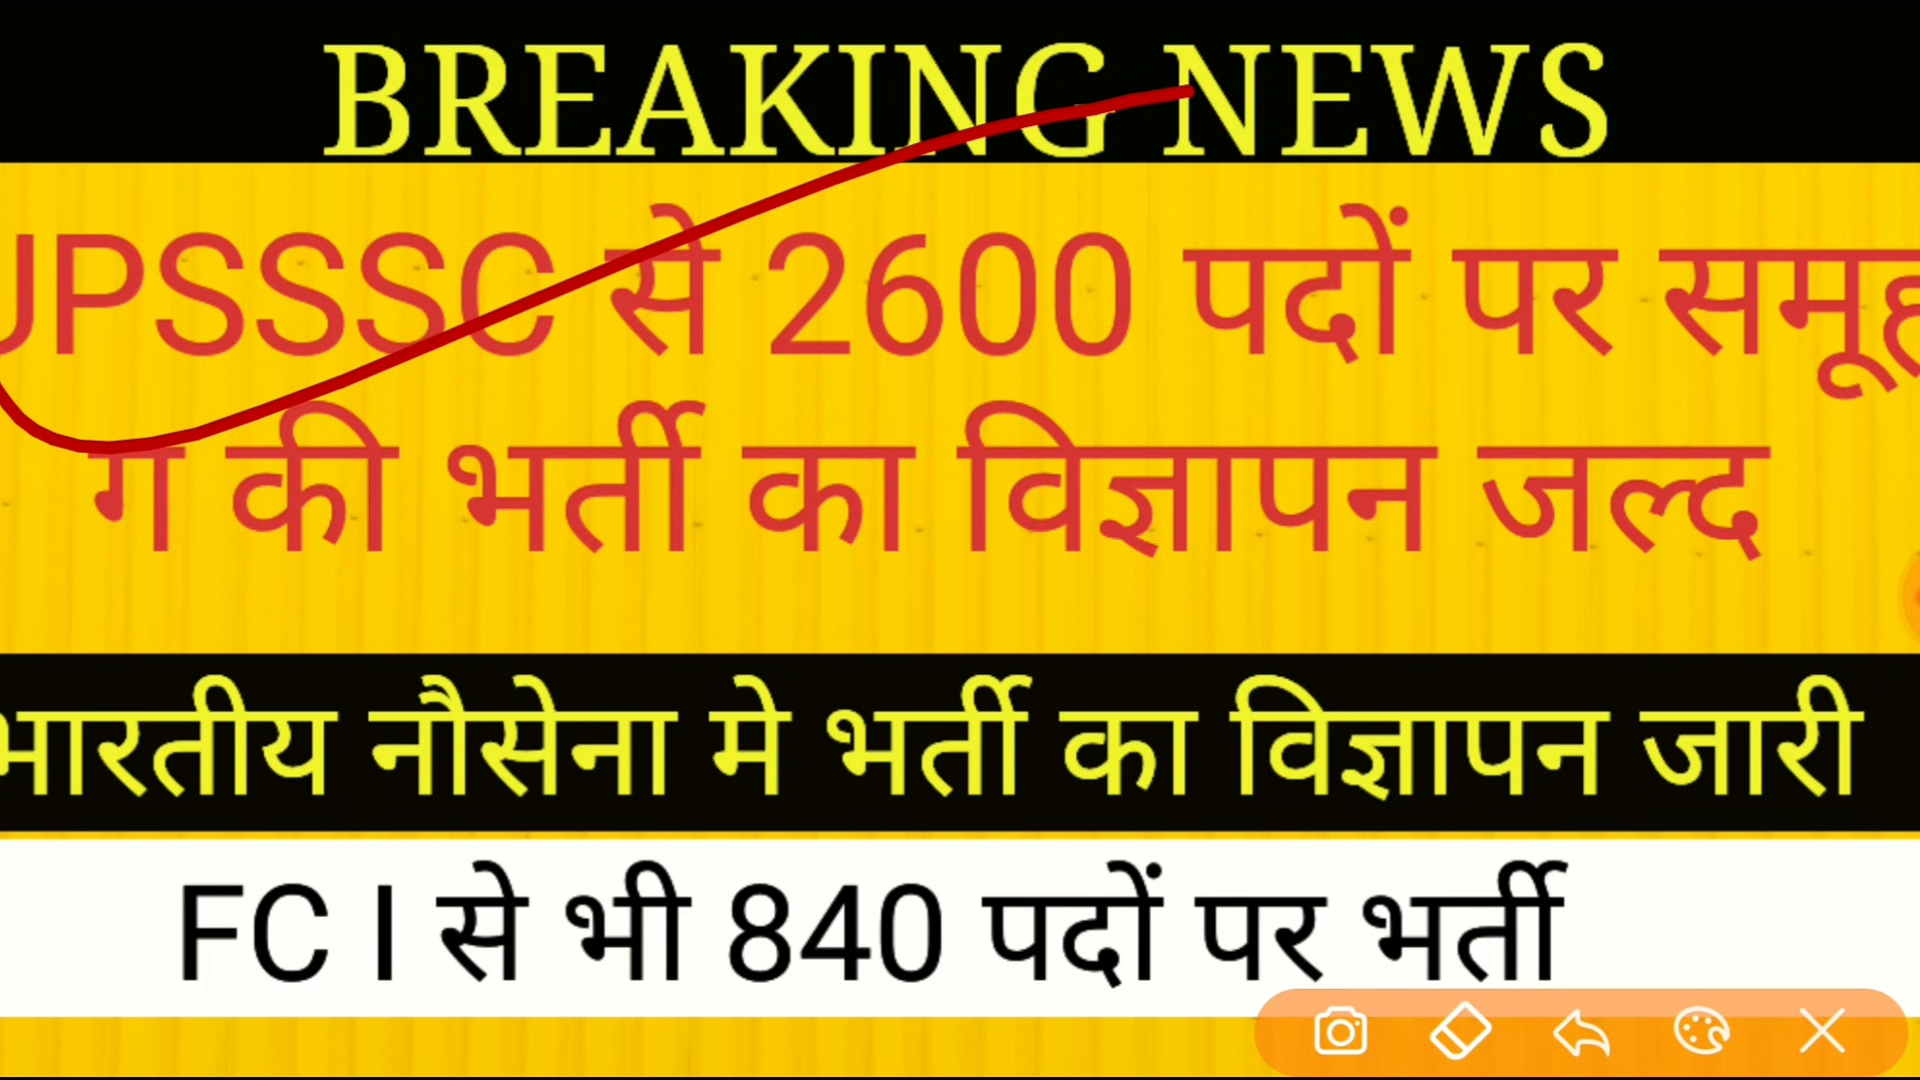 BREAKING NEWS
UPSSSC से 2600 पदों पर समूह
ग की भर्ती का विज्ञापन जल्द
भारतीय नौसेना मे भर्ती का विज्ञापन जारी
FC I से भी 840 पदों पर भर्ती